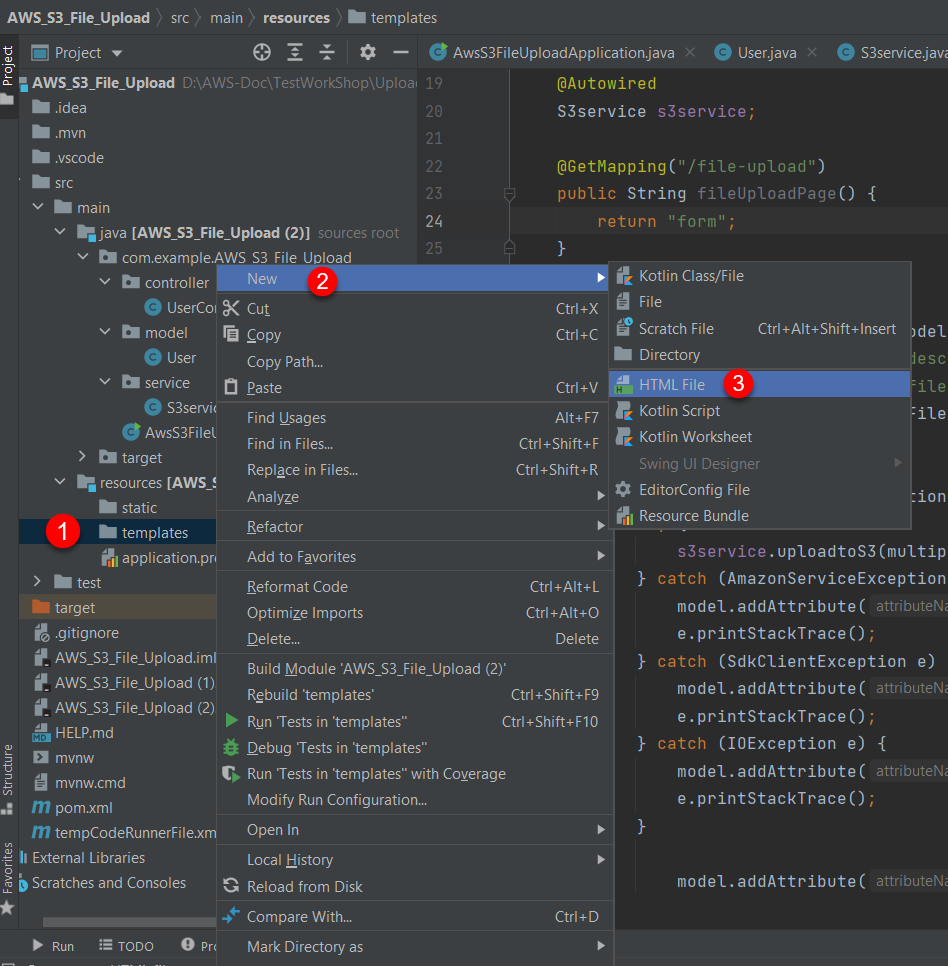 AWS_S3_File_Upload src main resources templates
Project
Project
AwsS3FileUploadApplication.java
User.java
S3service.java
AWS_S3_File_Upload D:\AWS-Doc\TestWorkShop\Upload
.idea
.mvn
.vscode
src
main
java [AWS_S3_File_Upload (2)] sources root
com.example.AWS_S3_File_Upload
controller
UserCon
model
User
service
S3servic
AwsS3FileU
target
resources [AWS_S
static
1
templates
application.pro
test
target
.gitignore
AWS_S3_File_Upload.iml
AWS_S3_File_Upload (1)
AWS_S3_File_Upload (2)
HELP.md
mvnw
mvnw.cmd
pom.xml
tempCodeRunnerFile.xm
External Libraries
Scratches and Consoles
Structure
Favorites
Run
TODO
Pro
19 @Autowired
20 S3service s3service;
21
22 @GetMapping("/file-upload")
23 public String fileUploadPage() {
24 return "form";
25 }
New 2
Cut Ctrl+X
Copy Ctrl+C
Copy Path...
Paste Ctrl+V
Find Usages Alt+F7
Find in Files... Ctrl+Shift+F
Replace in Files... Ctrl+Shift+R
Analyze
Refactor
Add to Favorites
Reformat Code Ctrl+Alt+L
Optimize Imports Ctrl+Alt+O
Delete... Delete
Build Module 'AWS_S3_File_Upload (2)'
Rebuild 'templates' Ctrl+Shift+F9
Run 'Tests in 'templates'' Ctrl+Shift+F10
Debug 'Tests in 'templates''
Run 'Tests in 'templates'' with Coverage
Modify Run Configuration...
Open In
Local History
Reload from Disk
Compare With... Ctrl+D
Mark Directory as
Kotlin Class/File
File
Scratch File Ctrl+Alt+Shift+Insert
Directory
HTML File 3
Kotlin Script
Kotlin Worksheet
Swing UI Designer
EditorConfig File
Resource Bundle
odel
desc
File
File
tion
s3service.uploadtoS3(multip
} catch (AmazonServiceException
model.addAttribute( attributeNa
e.printStackTrace();
} catch (SdkClientException e)
model.addAttribute( attributeNa
e.printStackTrace();
} catch (IOException e) {
model.addAttribute( attributeNa
e.printStackTrace();
}
model.addAttribute( attributeNa